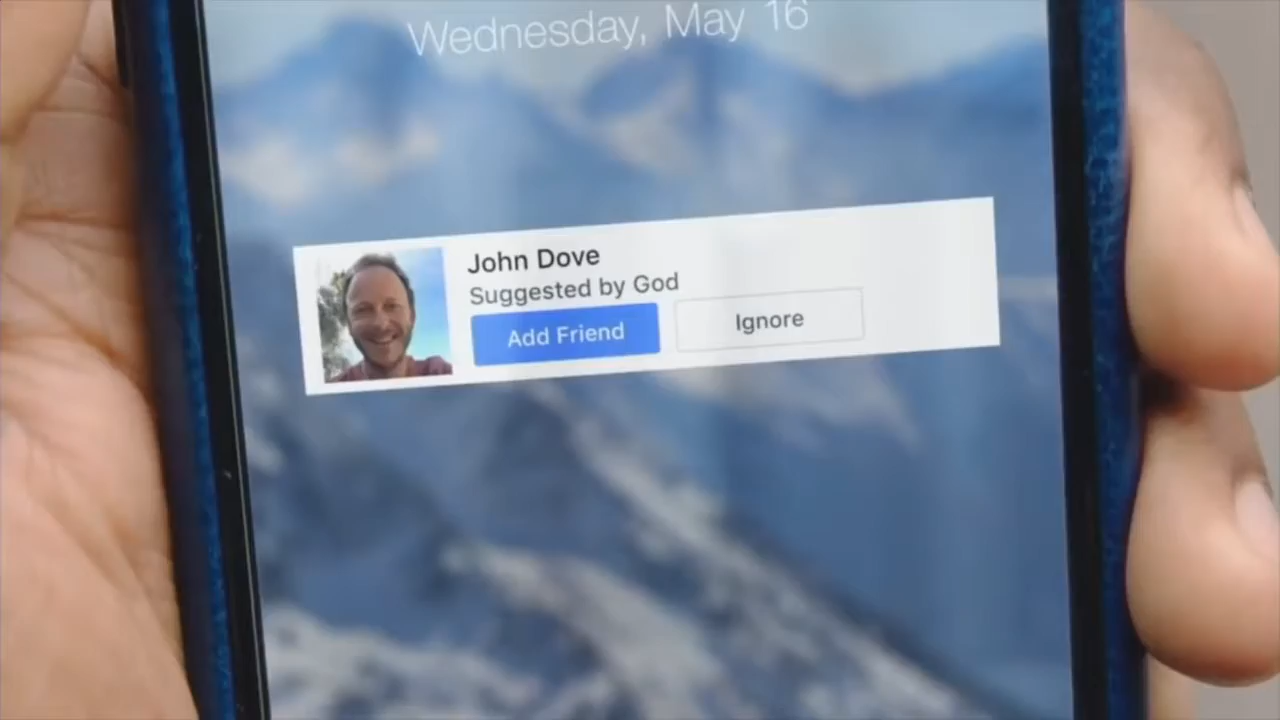 Wednesday, May 16
John Dove
Suggested by God
Add Friend
Ignore